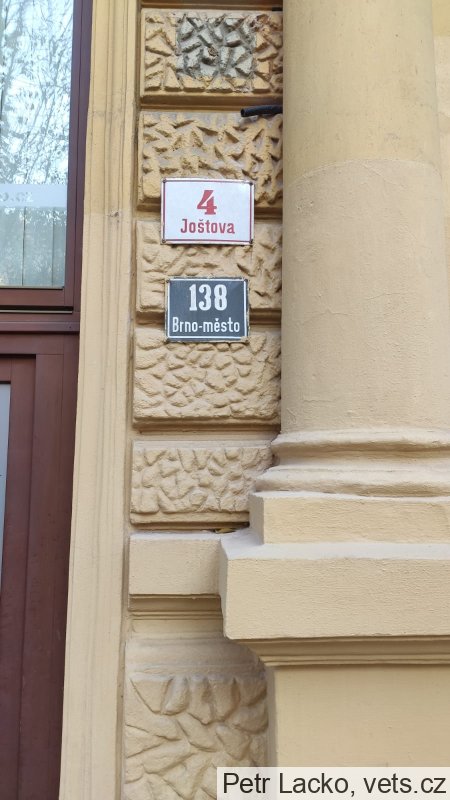 4
Joštova
138
Brno-město
Petr Lacko, vets.cz